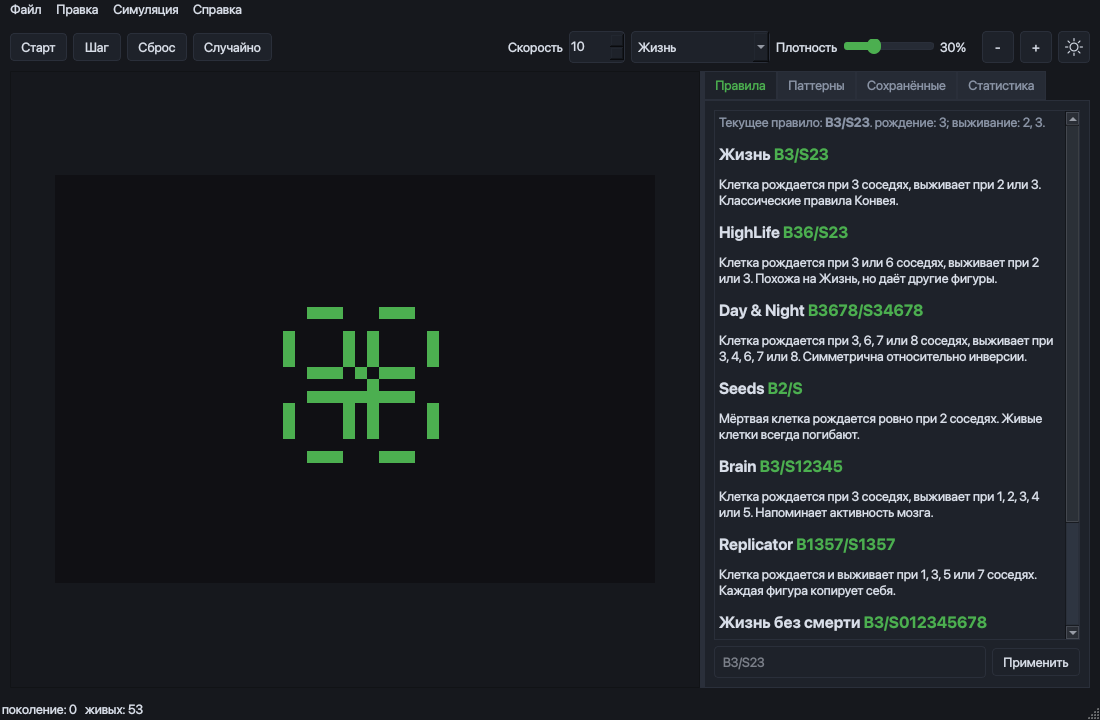 Файл Правка Симуляция Справка
Старт Шаг Сброс Случайно Скорость 10 Жизнь Плотность 30% - +
Правила Паттерны Сохранённые Статистика
Текущее правило: B3/S23. рождение: 3; выживание: 2, 3.
Жизнь B3/S23
Клетка рождается при 3 соседях, выживает при 2 или 3.
Классические правила Конвея.
HighLife B36/S23
Клетка рождается при 3 или 6 соседях, выживает при 2
или 3. Похожа на Жизнь, но даёт другие фигуры.
Day & Night B3678/S34678
Клетка рождается при 3, 6, 7 или 8 соседях, выживает при
3, 4, 6, 7 или 8. Симметрична относительно инверсии.
Seeds B2/S
Мёртвая клетка рождается ровно при 2 соседях. Живые
клетки всегда погибают.
Brain B3/S12345
Клетка рождается при 3 соседях, выживает при 1, 2, 3, 4
или 5. Напоминает активность мозга.
Replicator B1357/S1357
Клетка рождается и выживает при 1, 3, 5 или 7 соседях.
Каждая фигура копирует себя.
Жизнь без смерти B3/S012345678
B3/S23 Применить
поколение: 0 живых: 53